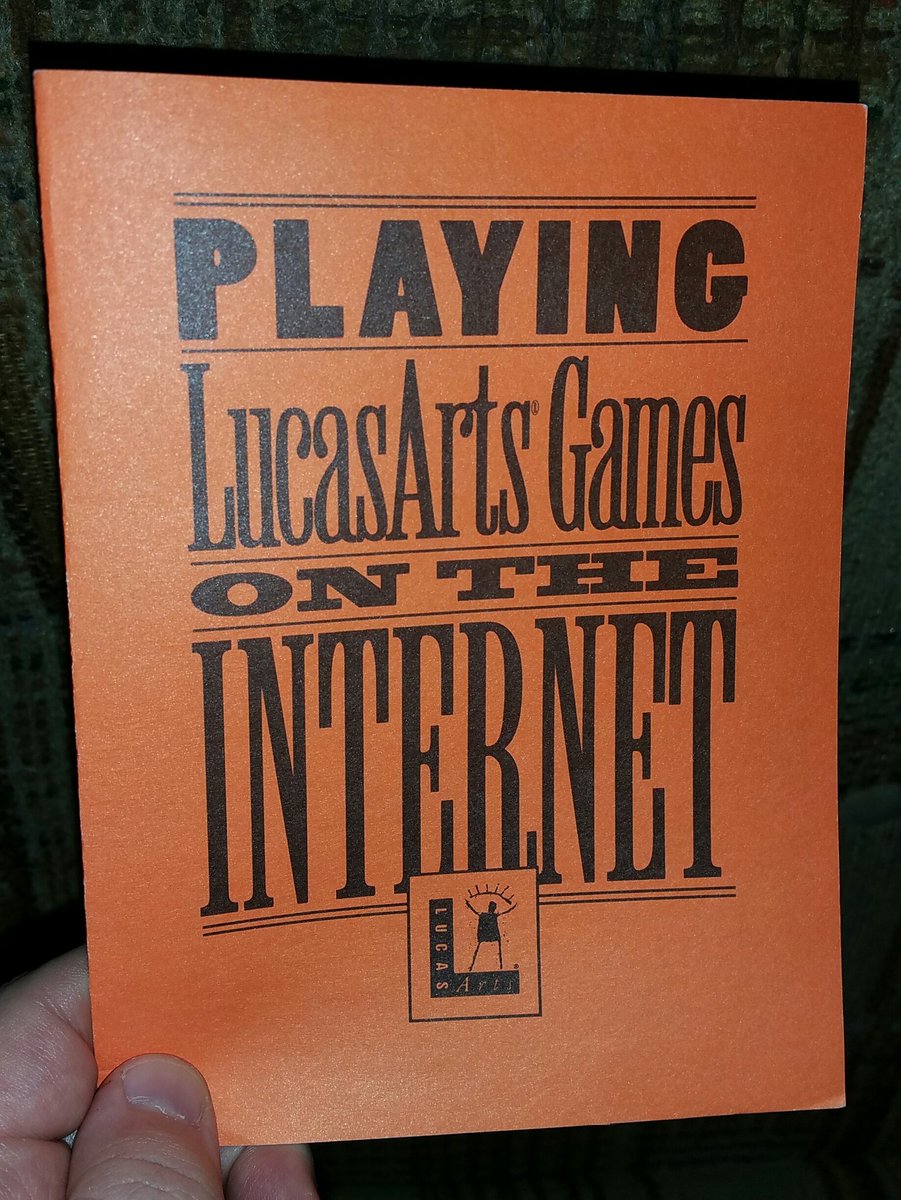 PLAYING
LucasArts® Games
ON THE
INTERNET
LUCAS
Arts®